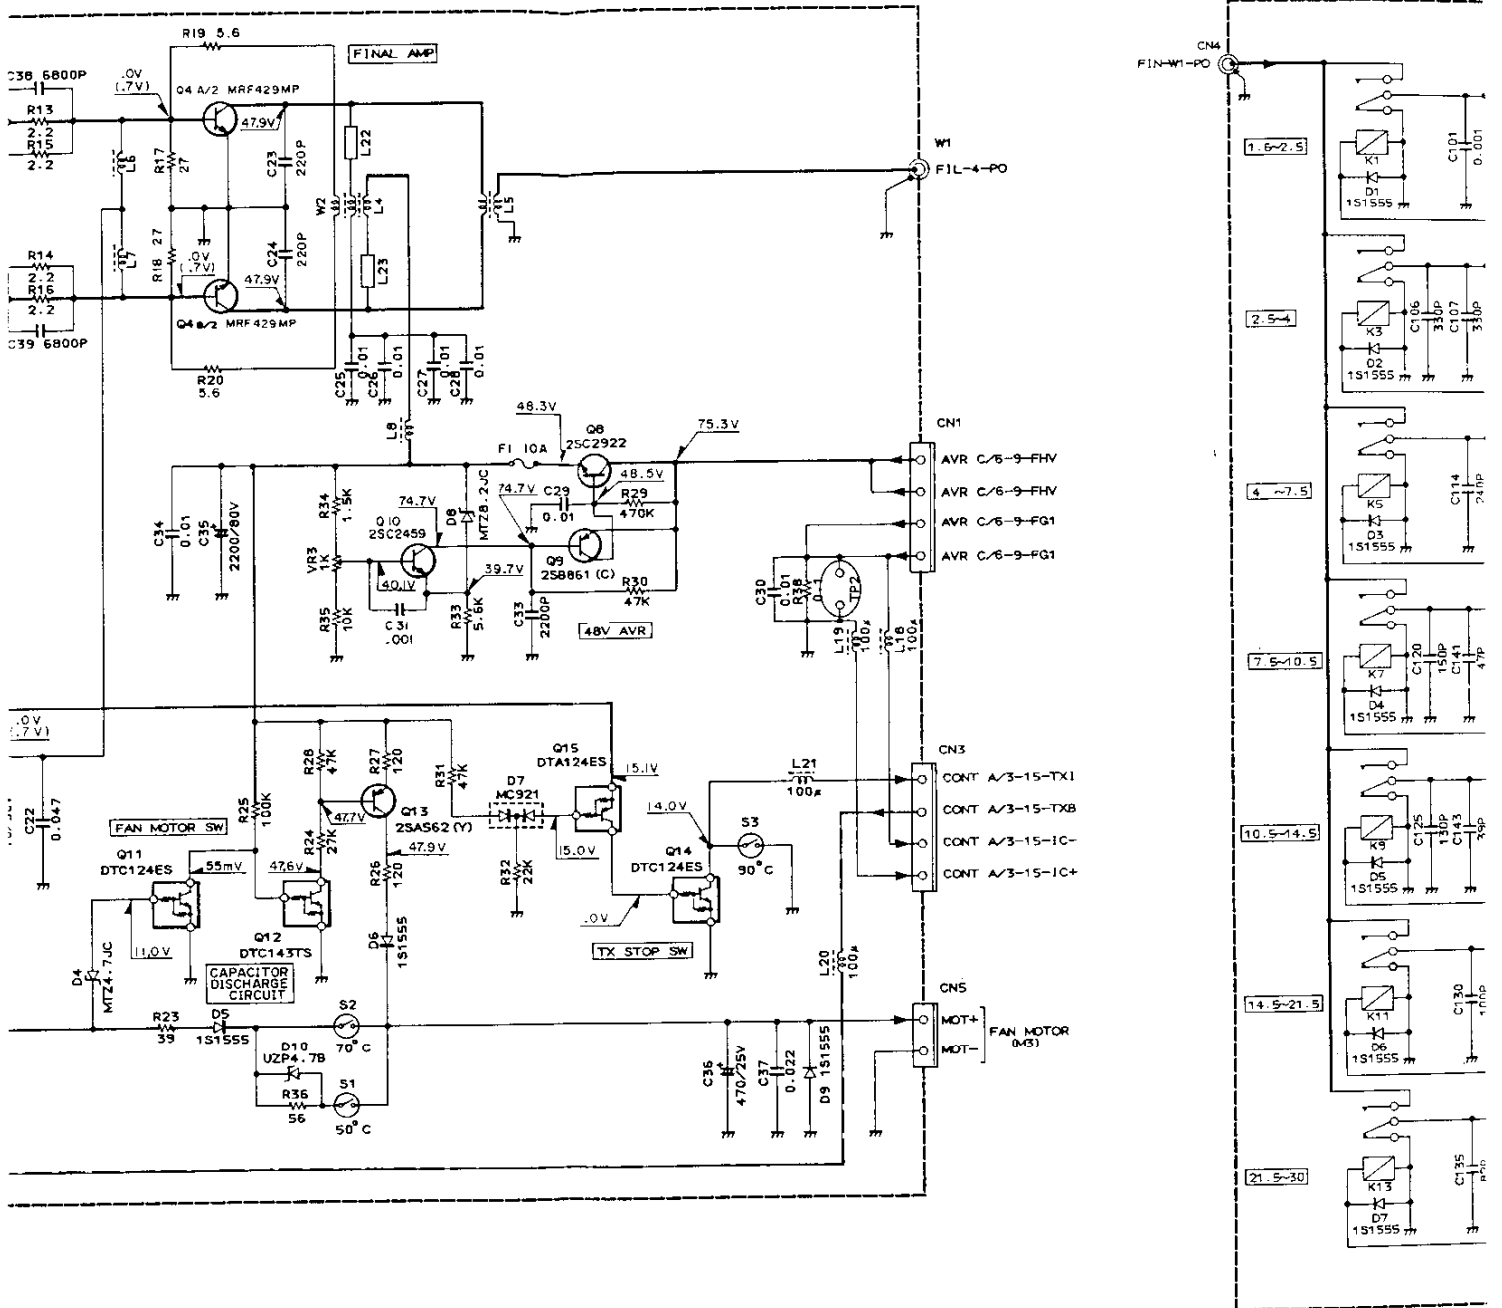 R19 5.6
FINAL AMP
C38 6800P
.0V
(.7V)
Q4 A/2 MRF429MP
R13
2.2
R15
2.2
47.9V
L6
R17
27
C23
220P
L22
W2
L4
L5
W1
FIL-4-PO
R14
2.2
R16
2.2
C39 6800P
L7
R18 27
.0V
(.7V)
C24
220P
47.9V
L23
Q4 B/2 MRF429MP
R20
5.6
C25
0.01
C26
0.01
C27
0.01
C28
0.01
L8
48.3V
Q8
2SC2922
75.3V
F1 10A
48.5V
CN1
AVR C/6-9-FHV
AVR C/6-9-FHV
AVR C/6-9-FG1
AVR C/6-9-FG1
C34
0.01
C35
2200/80V
R34
1.5K
74.7V
Q10
2SC2459
D8
MTZ8.2JC
74.7V
C29
0.01
R29
470K
VR3
1K
40.1V
39.7V
Q9
2SB861 (C)
R30
47K
R35
10K
C31
.001
R33
5.6K
C33
2200P
48V AVR
C30
0.01
R38
0.1
TP2
L19
100µ
L18
100µ
.0V
(.7V)
C22
0.047
R25
100K
R28
47K
R27
120
R31
47K
Q15
DTA124ES
15.1V
D7
MC921
L21
100µ
CN3
CONT A/3-15-TXI
CONT A/3-15-TXB
CONT A/3-15-IC-
CONT A/3-15-IC+
FAN MOTOR SW
47.7V
Q13
2SA562 (Y)
R24
27K
47.9V
R26
120
R32
22K
15.0V
14.0V
S3
90°C
Q14
DTC124ES
Q11
DTC124ES
55mV
47.6V
11.0V
Q12
DTC143TS
CAPACITOR
DISCHARGE
CIRCUIT
D6
1S1555
.0V
TX STOP SW
L20
100µ
D4
MTZ4.7JC
R23
39
D5
1S1555
S2
70°C
D10
UZP4.7B
R36
56
S1
50°C
C36
470/25V
C37
0.022
D9 1S1555
CN5
MOT+
MOT-
FAN MOTOR
(M3)
CN4
FIN-W1-PO
1.6~2.5
K1
D1
1S1555
C101
0.001
2.5~4
K3
D2
1S1555
C106
330P
C107
330P
4 ~7.5
K5
D3
1S1555
C114
240P
7.5~10.5
K7
D4
1S1555
C120
150P
C141
47P
10.5~14.5
K9
D5
1S1555
C125
130P
C143
39P
14.5~21.5
K11
D6
1S1555
C130
100P
21.5~30
K13
D7
1S1555
C135